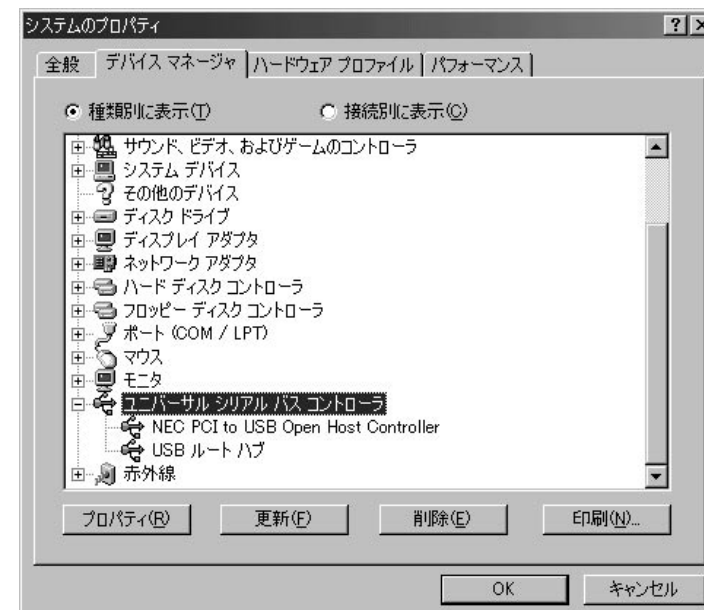 システムのプロパティ
全般 デバイス マネージャ ハードウェア プロファイル パフォーマンス
種類別に表示(T) 接続別に表示(C)
サウンド、ビデオ、およびゲームのコントローラ
システム デバイス
その他のデバイス
ディスク ドライブ
ディスプレイ アダプタ
ネットワーク アダプタ
ハード ディスク コントローラ
フロッピー ディスク コントローラ
ポート (COM / LPT)
マウス
モニタ
ユニバーサル シリアル バス コントローラ
NEC PCI to USB Open Host Controller
USB ルート ハブ
赤外線
プロパティ(R) 更新(F) 削除(E) 印刷(N)...
OK キャンセル